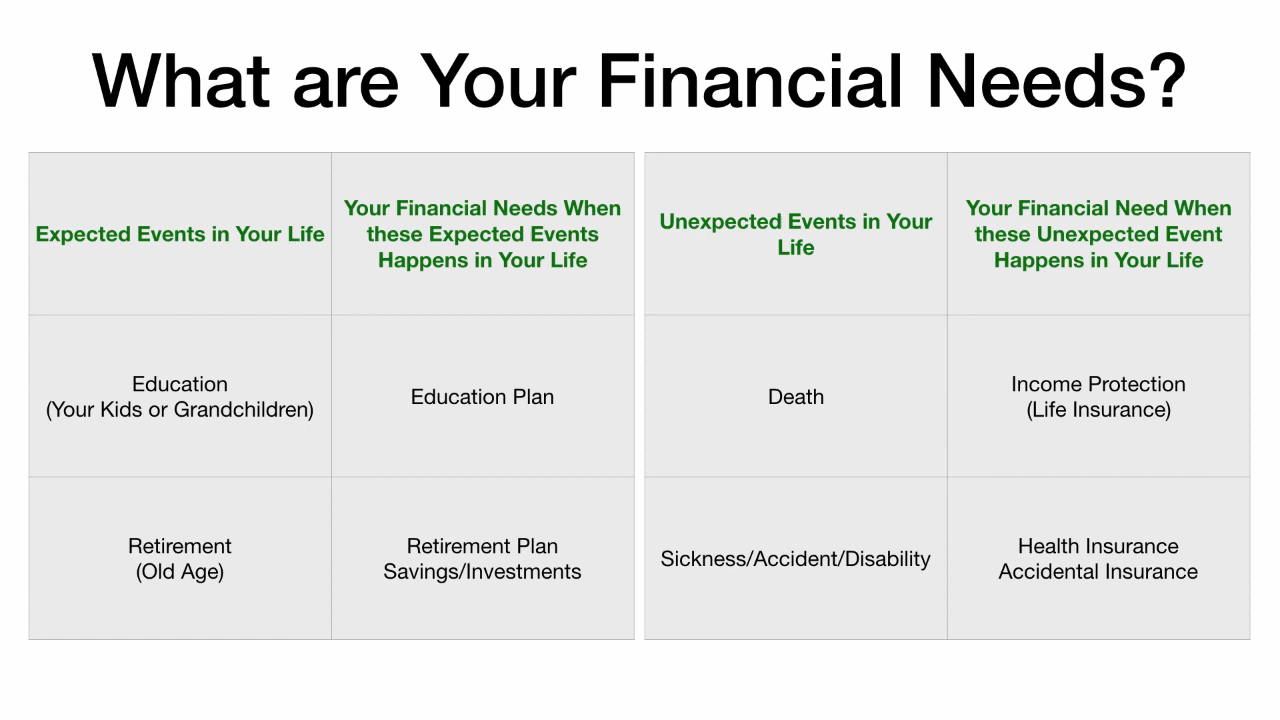 What are Your Financial Needs?
Expected Events in Your Life
Your Financial Needs When
these Expected Events
Happens in Your Life
Unexpected Events in Your
Life
Your Financial Need When
these Unexpected Event
Happens in Your Life
Education
(Your Kids or Grandchildren)
Education Plan
Death
Income Protection
(Life Insurance)
Retirement
(Old Age)
Retirement Plan
Savings/Investments
Sickness/Accident/Disability
Health Insurance
Accidental Insurance